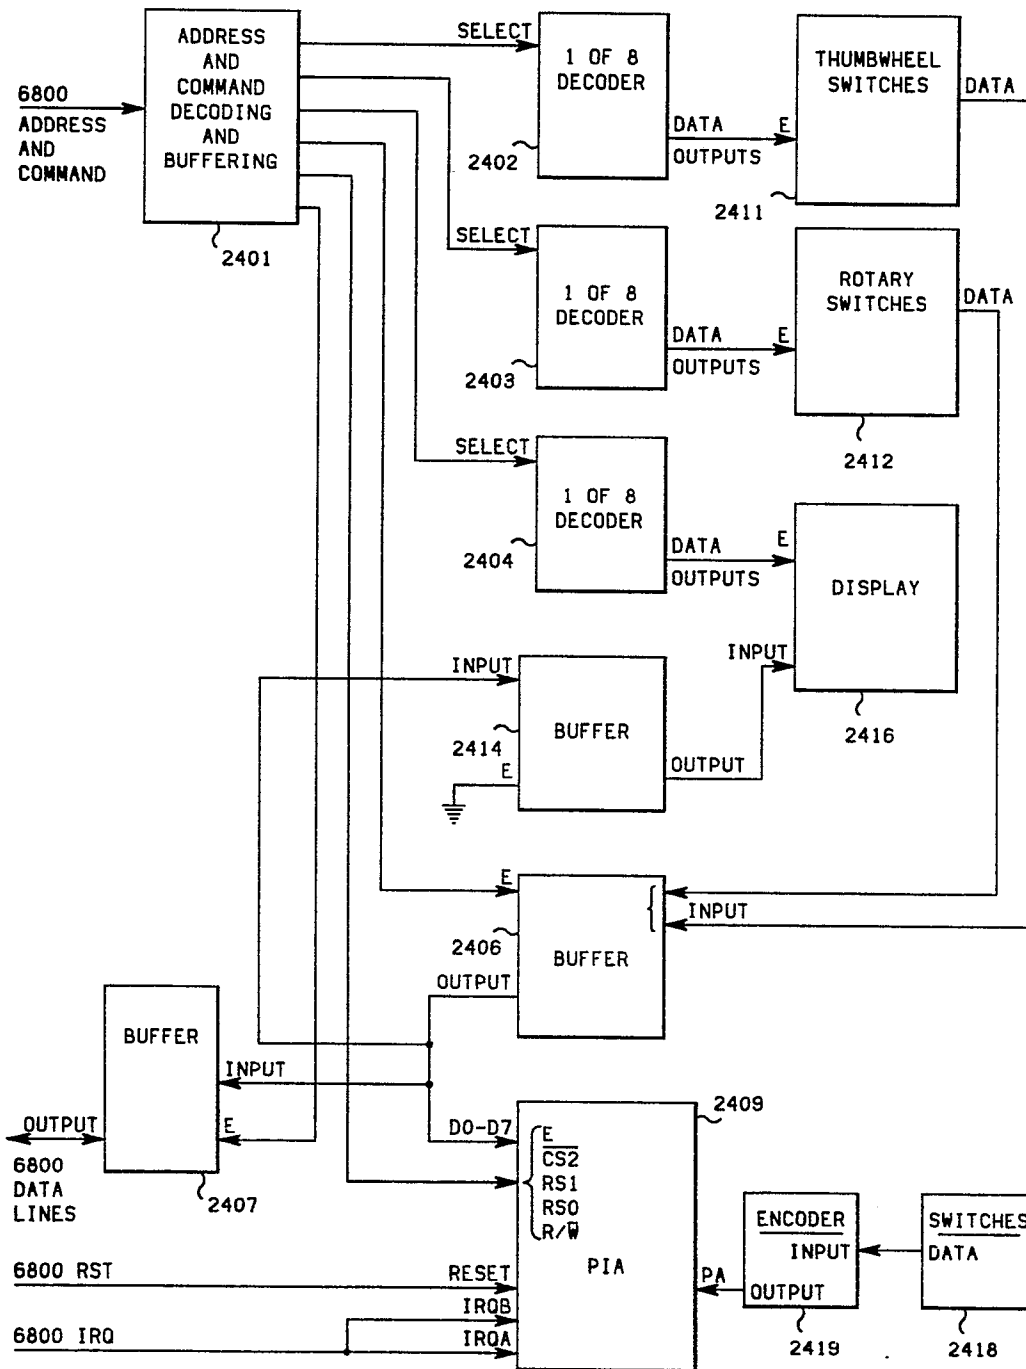 6800
ADDRESS
AND
COMMAND
ADDRESS
AND
COMMAND
DECODING
AND
BUFFERING
2401
SELECT
1 OF 8
DECODER
2402
DATA
OUTPUTS
E
THUMBWHEEL
SWITCHES
DATA
2411
SELECT
1 OF 8
DECODER
2403
DATA
OUTPUTS
E
ROTARY
SWITCHES
DATA
2412
SELECT
1 OF 8
DECODER
2404
DATA
OUTPUTS
E
DISPLAY
INPUT
2416
INPUT
BUFFER
2414
E
OUTPUT
E
INPUT
2406
BUFFER
OUTPUT
BUFFER
INPUT
E
OUTPUT
6800
DATA
LINES
2407
2409
D0-D7
E
CS2
RS1
RS0
R/W
PIA
6800 RST
RESET
IRQB
6800 IRQ
IRQA
PA
ENCODER
INPUT
OUTPUT
2419
SWITCHES
DATA
2418